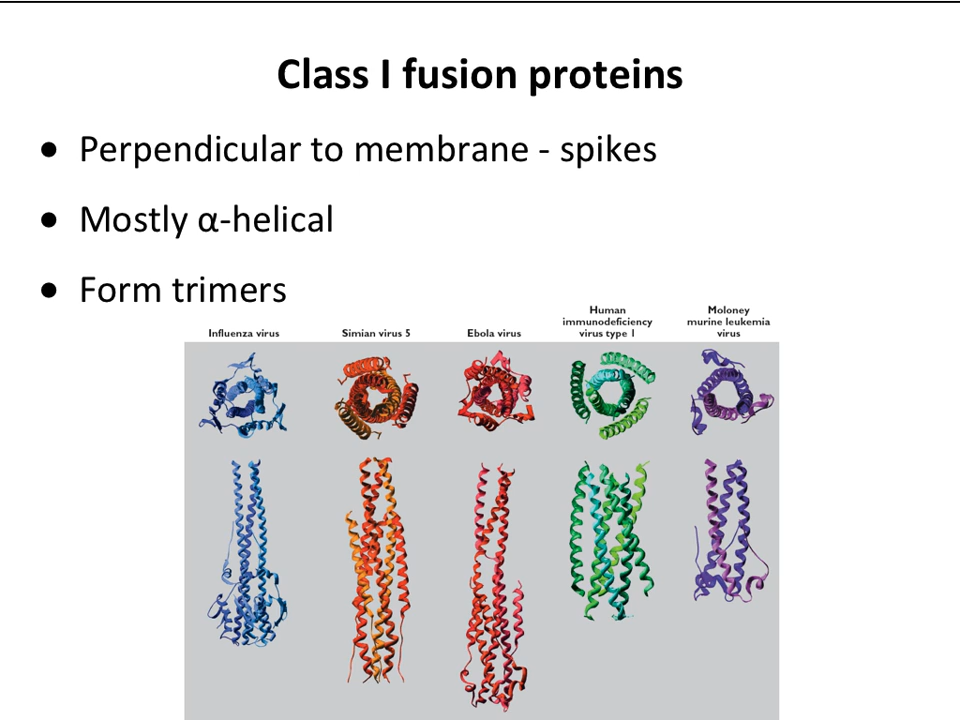 Class I fusion proteins
● Perpendicular to membrane - spikes
● Mostly α-helical
● Form trimers
Influenza virus
Simian virus 5
Ebola virus
Human
immunodeficiency
virus type 1
Moloney
murine leukemia
virus